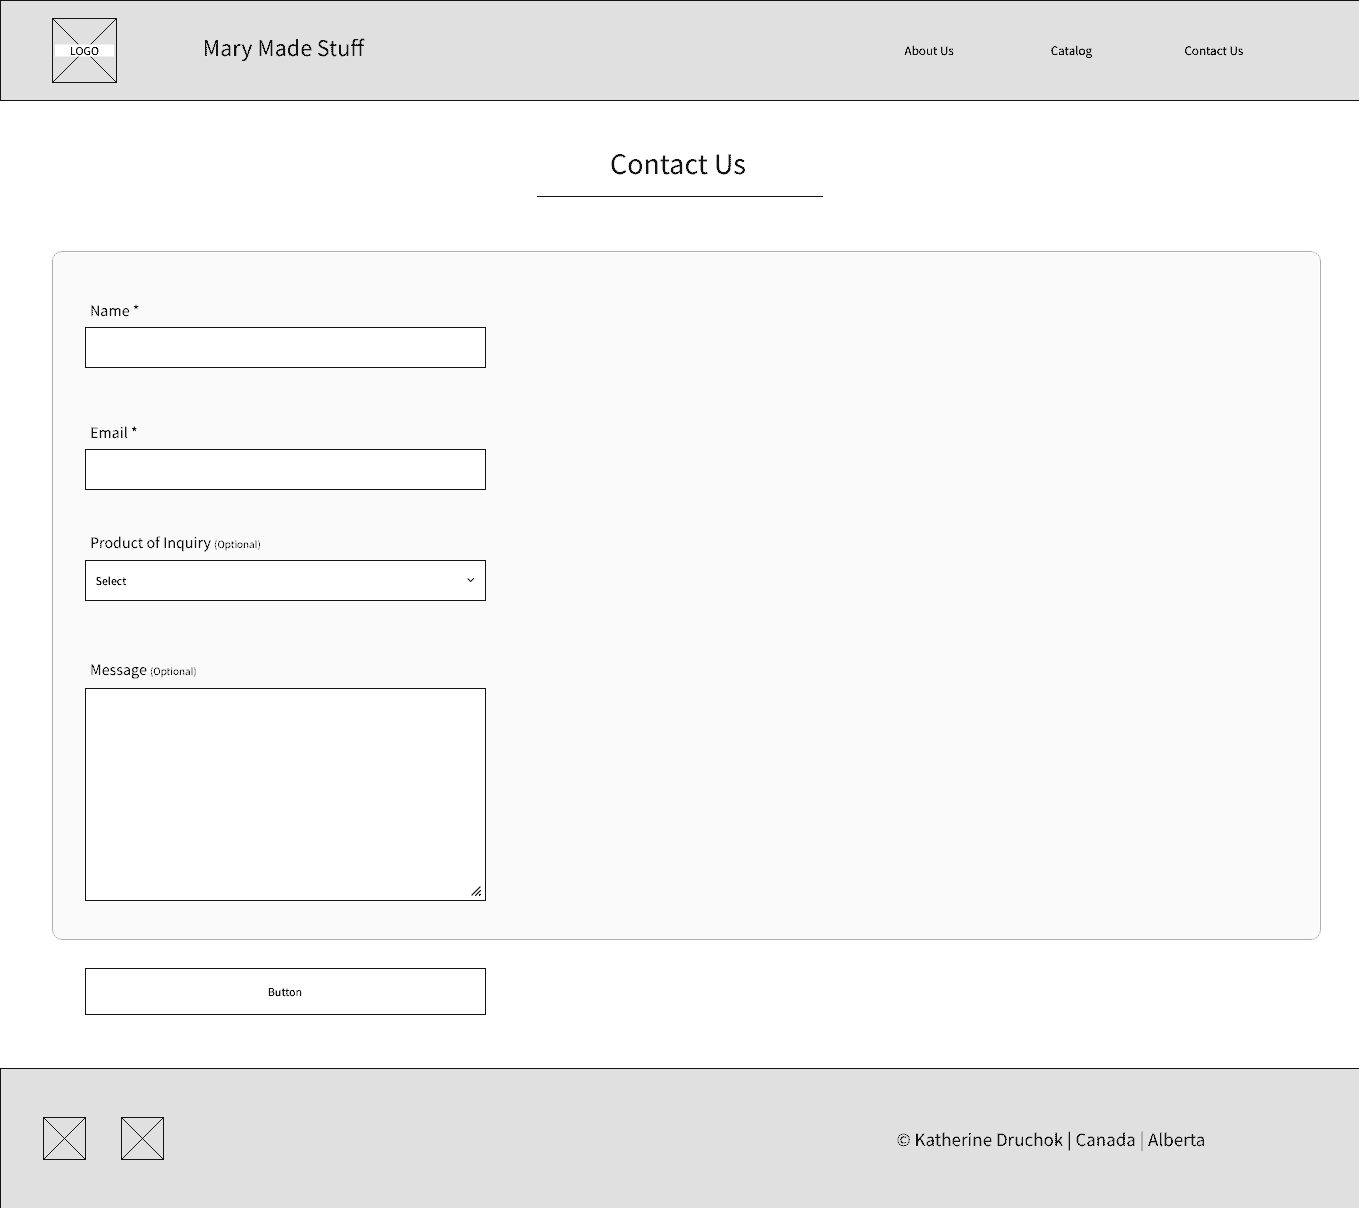 LOGO
Mary Made Stuff
About Us
Catalog
Contact Us
Contact Us
Name *
Email *
Product of Inquiry (Optional)
Select
Message (Optional)
Button
© Katherine Druchok | Canada | Alberta